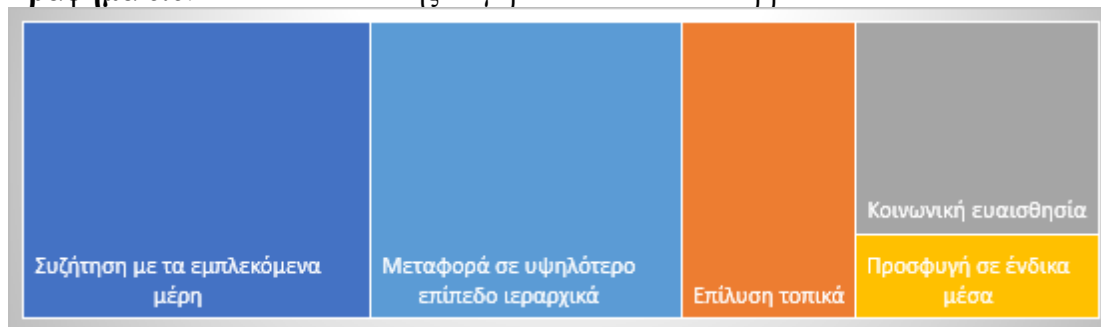 Συζήτηση με τα εμπλεκόμενα
μέρη
Μεταφορά σε υψηλότερο
επίπεδο ιεραρχικά
Επίλυση τοπικά
Κοινωνική ευαισθησία
Προσφυγή σε ένδικα
μέσα